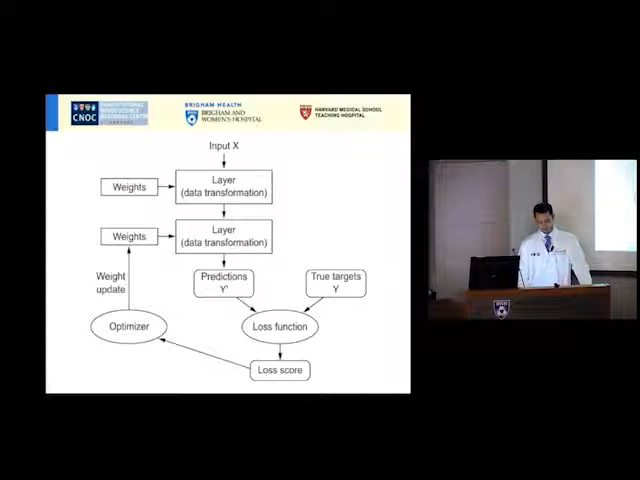 CNOC
BRIGHAM HEALTH
BRIGHAM AND
WOMEN'S HOSPITAL
HARVARD MEDICAL SCHOOL
TEACHING HOSPITAL
Input X
Weights
Layer
(data transformation)
Weights
Layer
(data transformation)
Weight
update
Predictions
Y'
True targets
Y
Optimizer
Loss function
Loss score